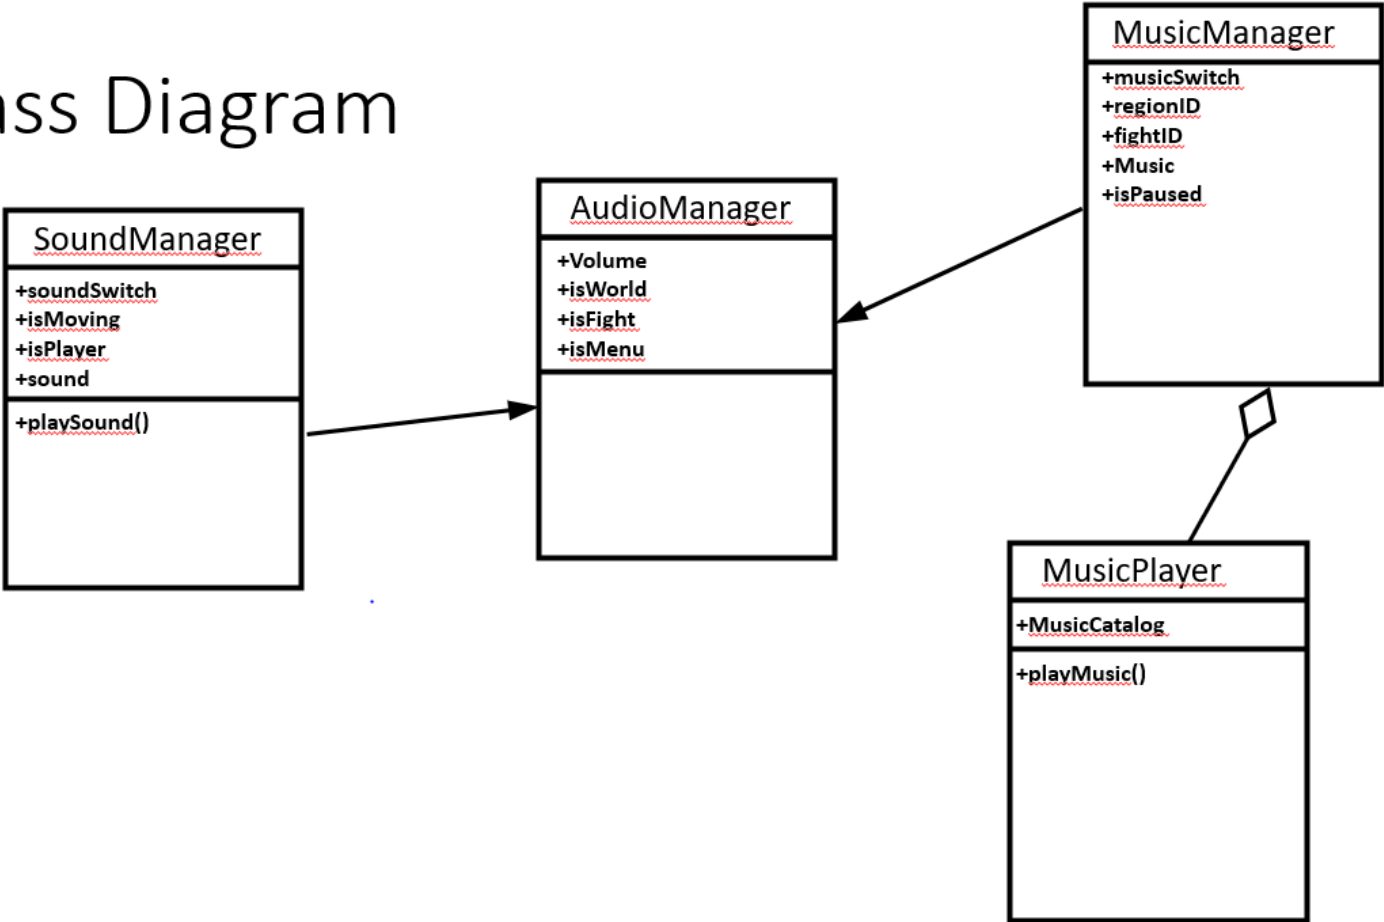 ass Diagram
SoundManager
+soundSwitch
+isMoving
+isPlayer
+sound
+playSound()
AudioManager
+Volume
+isWorld
+isFight
+isMenu
MusicManager
+musicSwitch
+regionID
+fightID
+Music
+isPaused
MusicPlayer
+MusicCatalog
+playMusic()